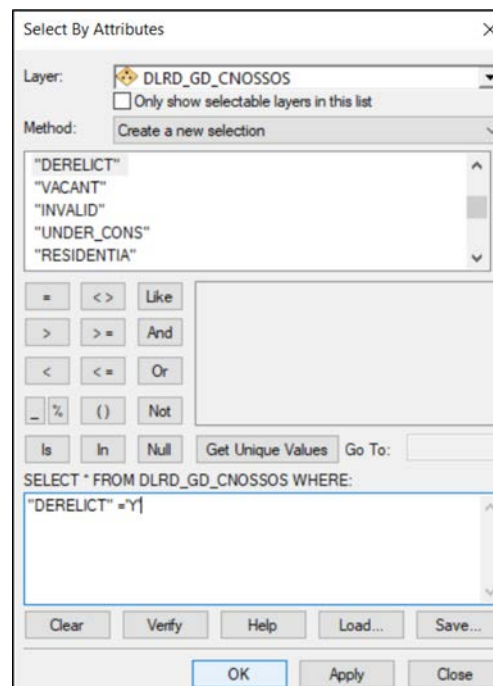 Select By Attributes
Layer: DLRD_GD_CNOSSOS
Only show selectable layers in this list
Method: Create a new selection
"DERELICT"
"VACANT"
"INVALID"
"UNDER_CONS"
"RESIDENTIA"
= < > Like
> > = And
< < = Or
_ % ( ) Not
Is In Null Get Unique Values Go To:
SELECT * FROM DLRD_GD_CNOSSOS WHERE:
"DERELICT" ='Y'
Clear Verify Help Load... Save...
OK Apply Close